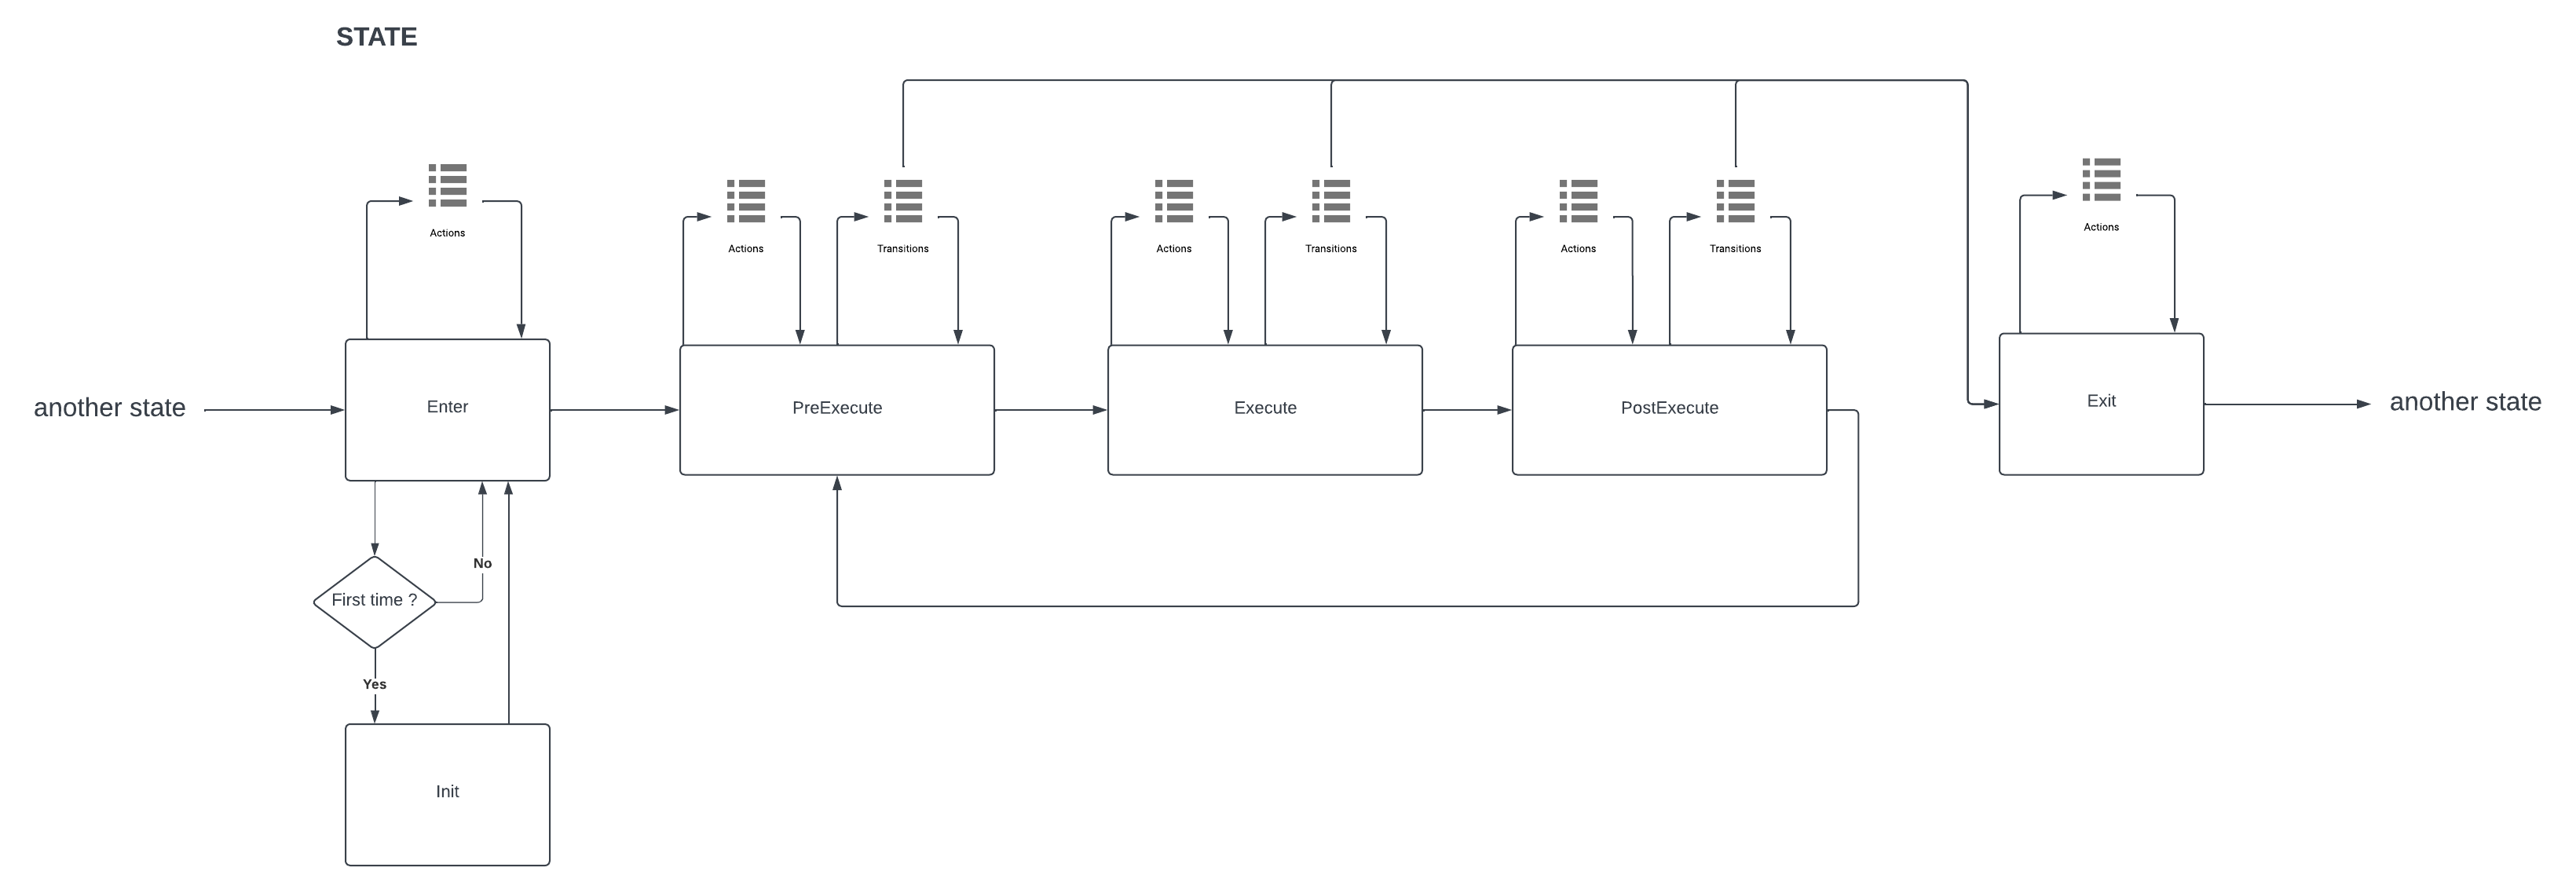 STATE
Actions
Actions
Transitions
Actions
Transitions
Actions
Transitions
Actions
another state
Enter
PreExecute
Execute
PostExecute
Exit
another state
No
First time ?
Yes
Init